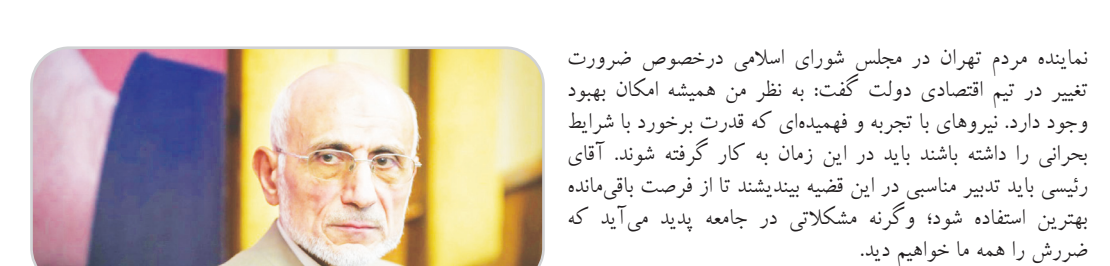 نماینده مردم تهران در مجلس شورای اسلامی درخصوص ضرورت
تغییر در تیم اقتصادی دولت گفت: به نظر من همیشه امکان بهبود
وجود دارد. نیروهای با تجربه و فهمیده‌ای که قدرت برخورد با شرایط
بحرانی را داشته باشند باید در این زمان به کار گرفته شوند. آقای
رئیسی باید تدبیر مناسبی در این قضیه بیندیشند تا از فرصت باقی‌مانده
بهترین استفاده شود؛ وگرنه مشکلاتی در جامعه پدید می‌آید که
ضررش را همه ما خواهیم دید.